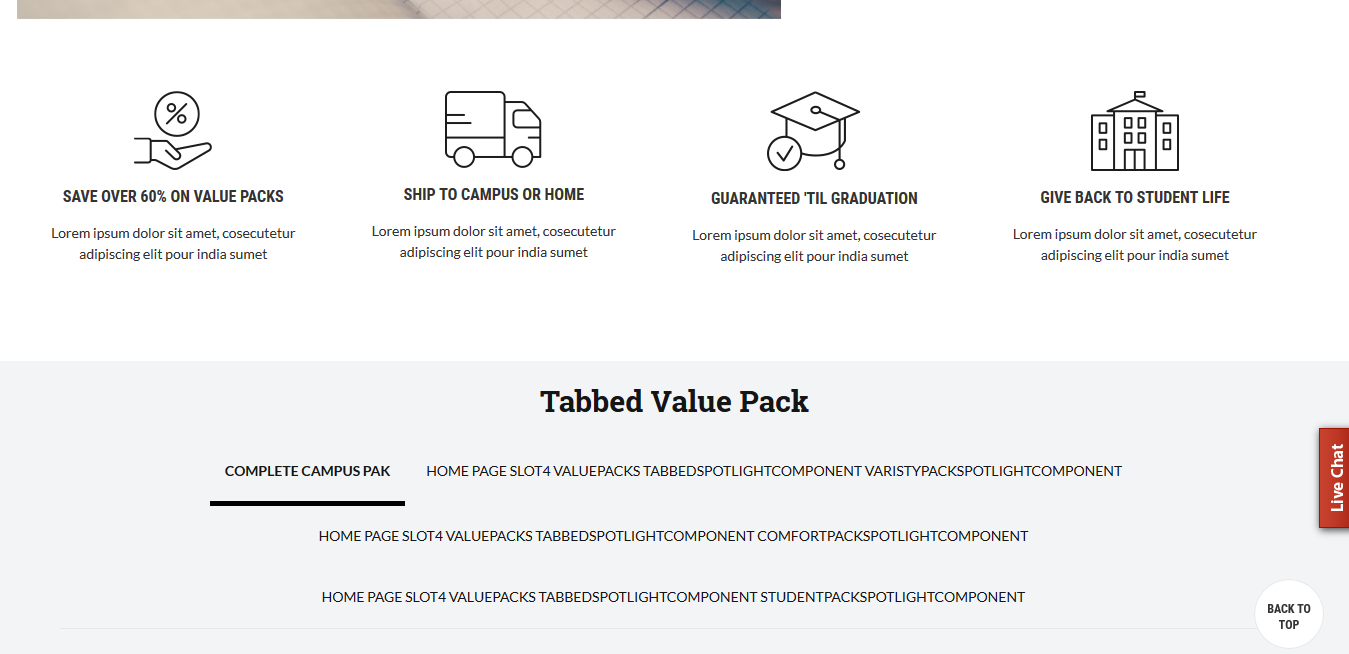 SAVE OVER 60% ON VALUE PACKS
Lorem ipsum dolor sit amet, cosecutetur
adipiscing elit pour india sumet
SHIP TO CAMPUS OR HOME
Lorem ipsum dolor sit amet, cosecutetur
adipiscing elit pour india sumet
GUARANTEED 'TIL GRADUATION
Lorem ipsum dolor sit amet, cosecutetur
adipiscing elit pour india sumet
GIVE BACK TO STUDENT LIFE
Lorem ipsum dolor sit amet, cosecutetur
adipiscing elit pour india sumet
Tabbed Value Pack
COMPLETE CAMPUS PAK
HOME PAGE SLOT4 VALUEPACKS TABBEDSPOTLIGHTCOMPONENT VARISTYPACKSPOTLIGHTCOMPONENT
HOME PAGE SLOT4 VALUEPACKS TABBEDSPOTLIGHTCOMPONENT COMFORTPACKSPOTLIGHTCOMPONENT
HOME PAGE SLOT4 VALUEPACKS TABBEDSPOTLIGHTCOMPONENT STUDENTPACKSPOTLIGHTCOMPONENT
Live Chat
BACK TO
TOP